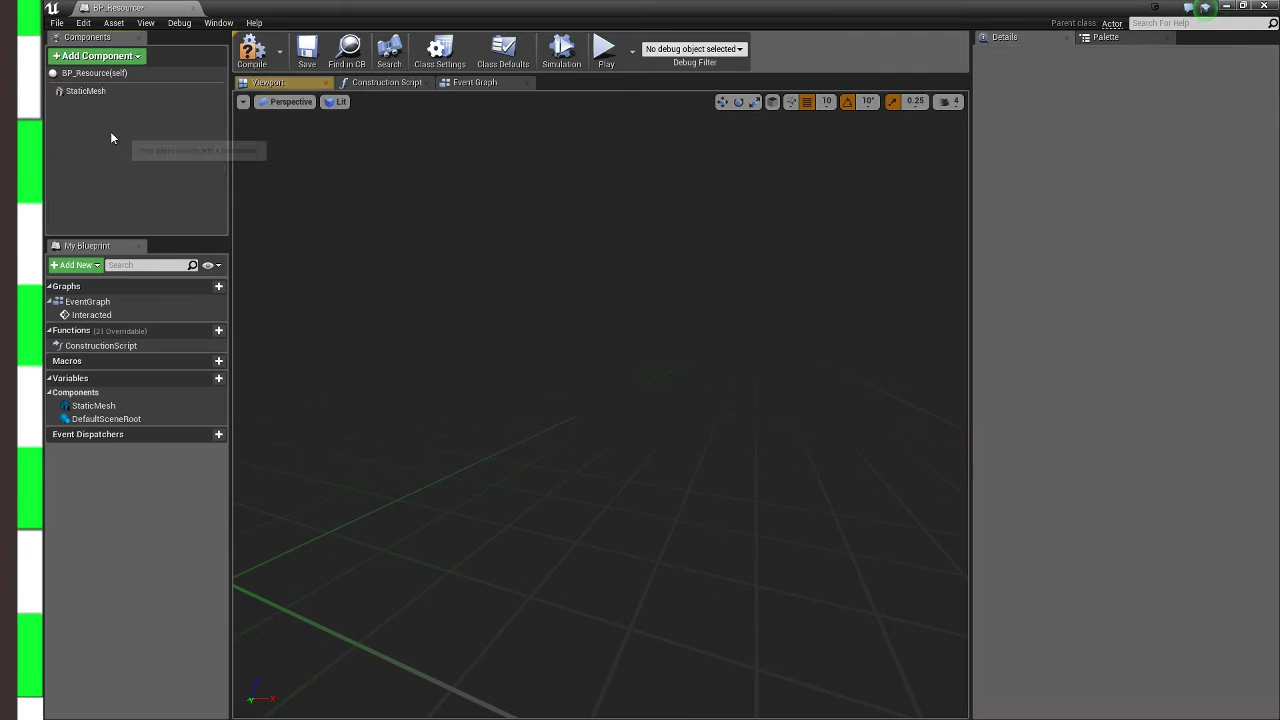 BP_Resource*
File Edit Asset View Debug Window Help
Parent class: Actor Search For Help
Components
+Add Component
BP_Resource(self)
StaticMesh
My Blueprint
+Add New Search
Graphs
EventGraph
Interacted
Functions (21 Overridable)
ConstructionScript
Macros
Variables
Components
StaticMesh
DefaultSceneRoot
Event Dispatchers
Compile Save Find in CB Search Class Settings Class Defaults Simulation Play
No debug object selected
Debug Filter
Viewport Construction Script Event Graph
Perspective Lit
10 10° 0.25 4
X
Details Palette